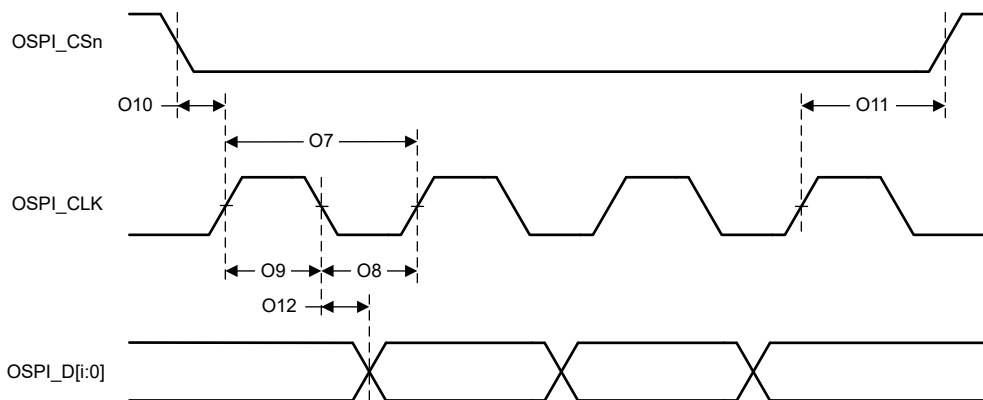 OSPI_CSn
O10
O11
O7
OSPI_CLK
O9
O8
O12
OSPI_D[i:0]